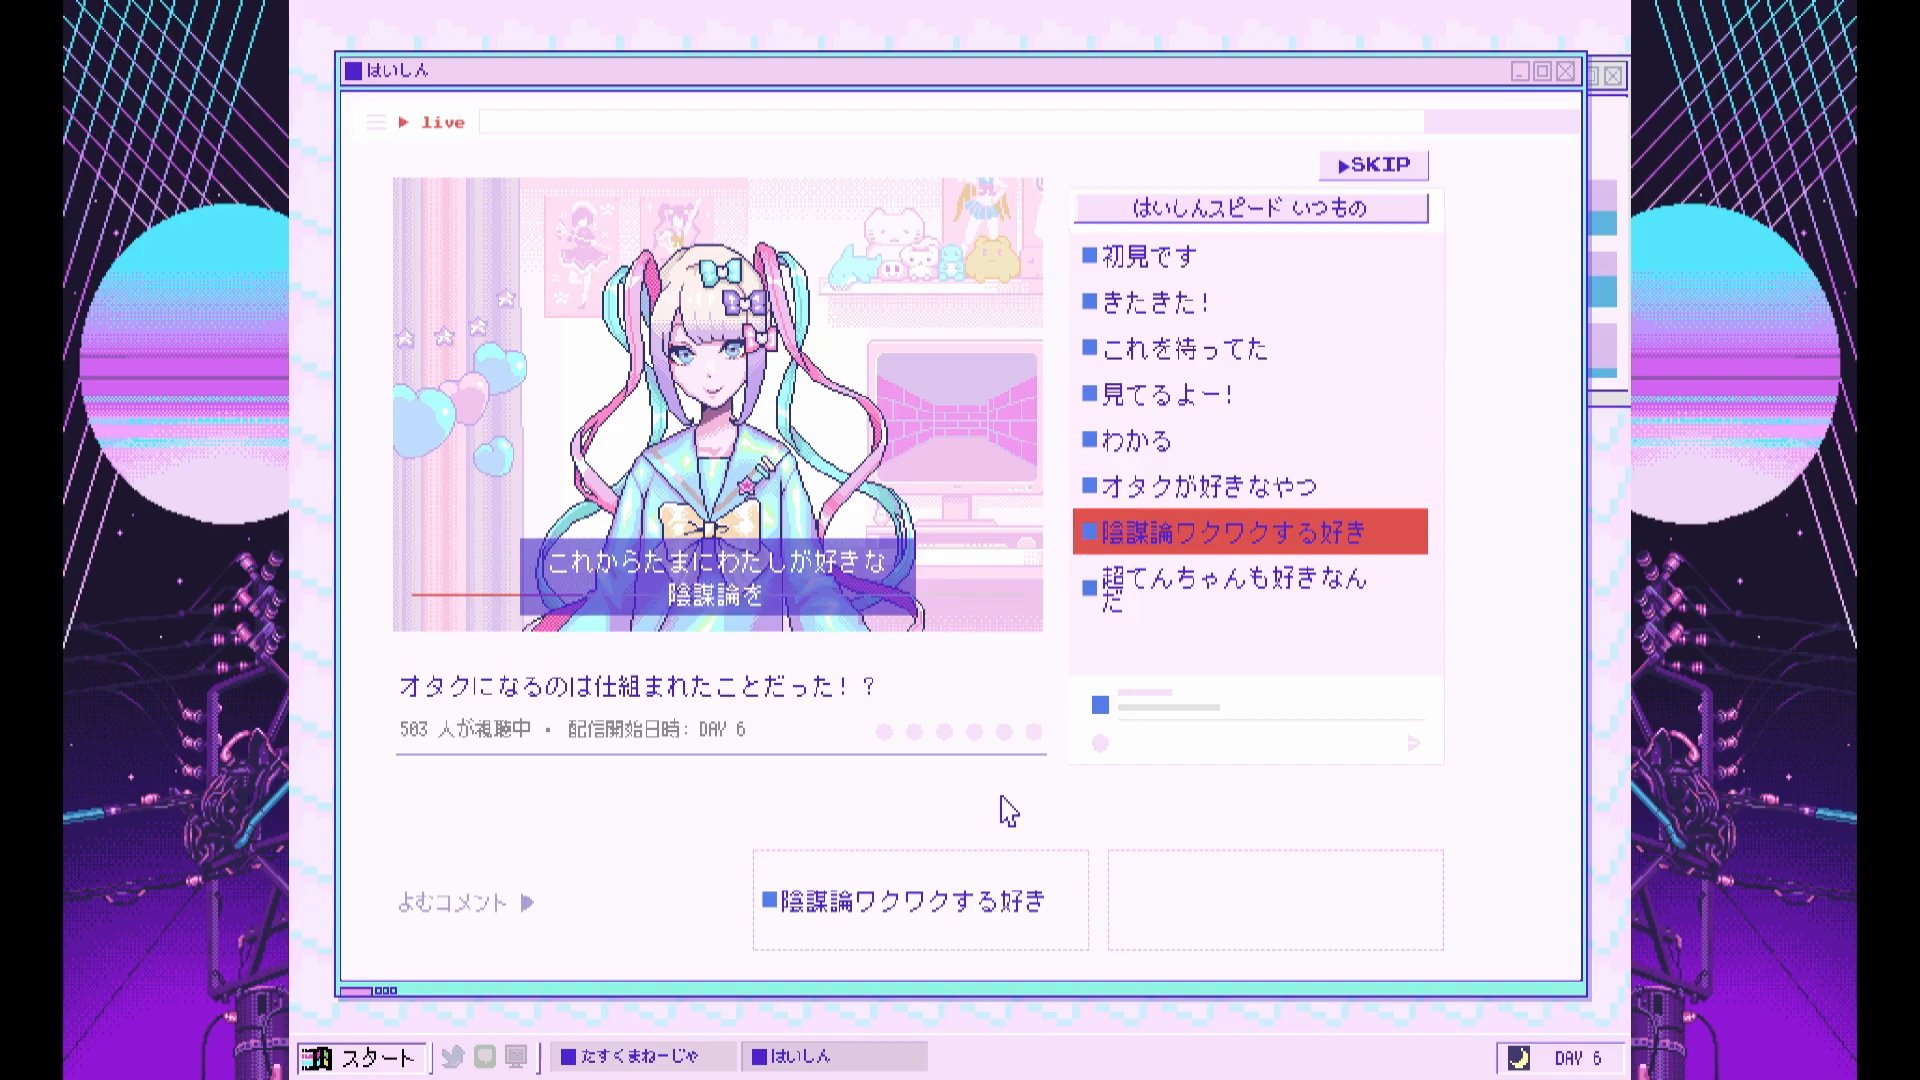 はいしん
live
▶SKIP
はいしんスピード いつもの
初見です
きたきた！
これを待ってた
見てるよー！
わかる
オタクが好きなやつ
陰謀論ワクワクする好き
超てんちゃんも好きなん
だ
これからたまにわたしが好きな
陰謀論を
オタクになるのは仕組まれたことだった！？
503 人が視聴中 ・ 配信開始日時: DAY 6
よむコメント ▶
陰謀論ワクワクする好き
スタート
たすくまねーじゃ
はいしん
DAY 6